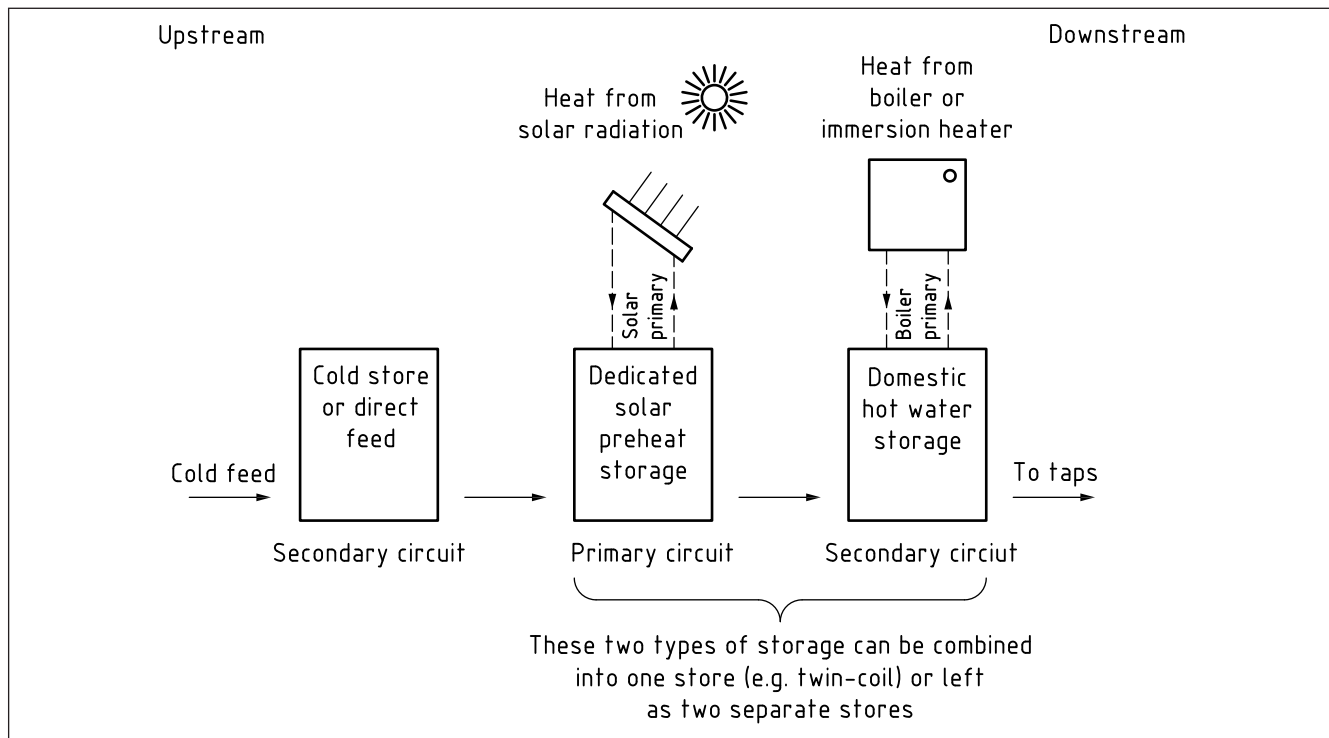 Upstream
Downstream
Heat from
solar radiation
Heat from
boiler or
immersion heater
Solar
primary
Boiler
primary
Cold store
or direct
feed
Dedicated
solar
preheat
storage
Domestic
hot water
storage
Cold feed
To taps
Secondary circuit
Primary circuit
Secondary circiut
These two types of storage can be combined
into one store (e.g. twin-coil) or left
as two separate stores